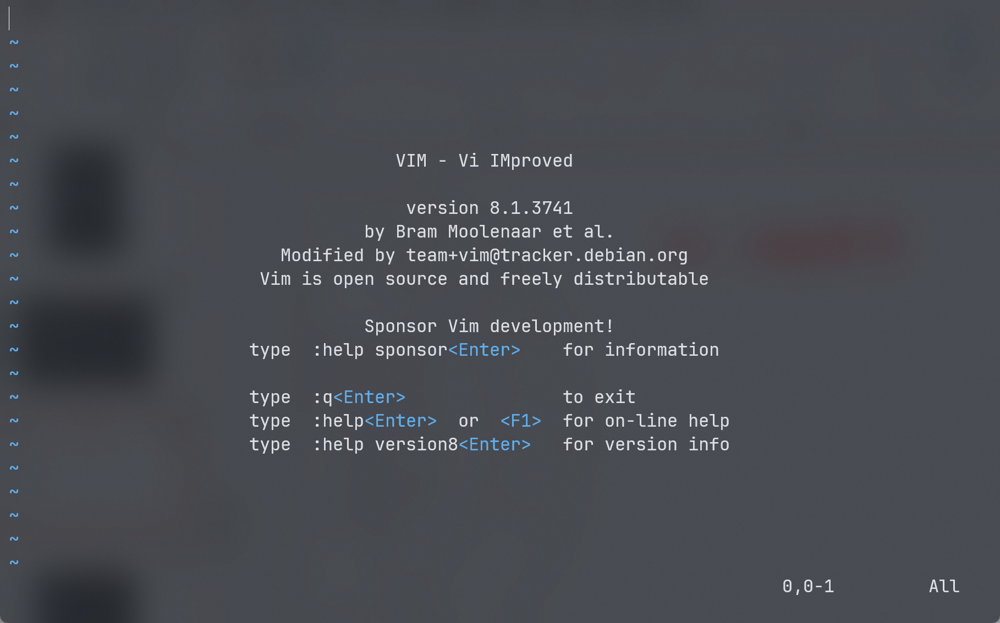 ~
~
~
~
~
~ VIM - Vi IMproved
~
~ version 8.1.3741
~ by Bram Moolenaar et al.
~ Modified by team+vim@tracker.debian.org
~ Vim is open source and freely distributable
~
~ Sponsor Vim development!
~ type :help sponsor<Enter> for information
~
~ type :q<Enter> to exit
~ type :help<Enter> or <F1> for on-line help
~ type :help version8<Enter> for version info
~
~
~
~
~
0,0-1 All